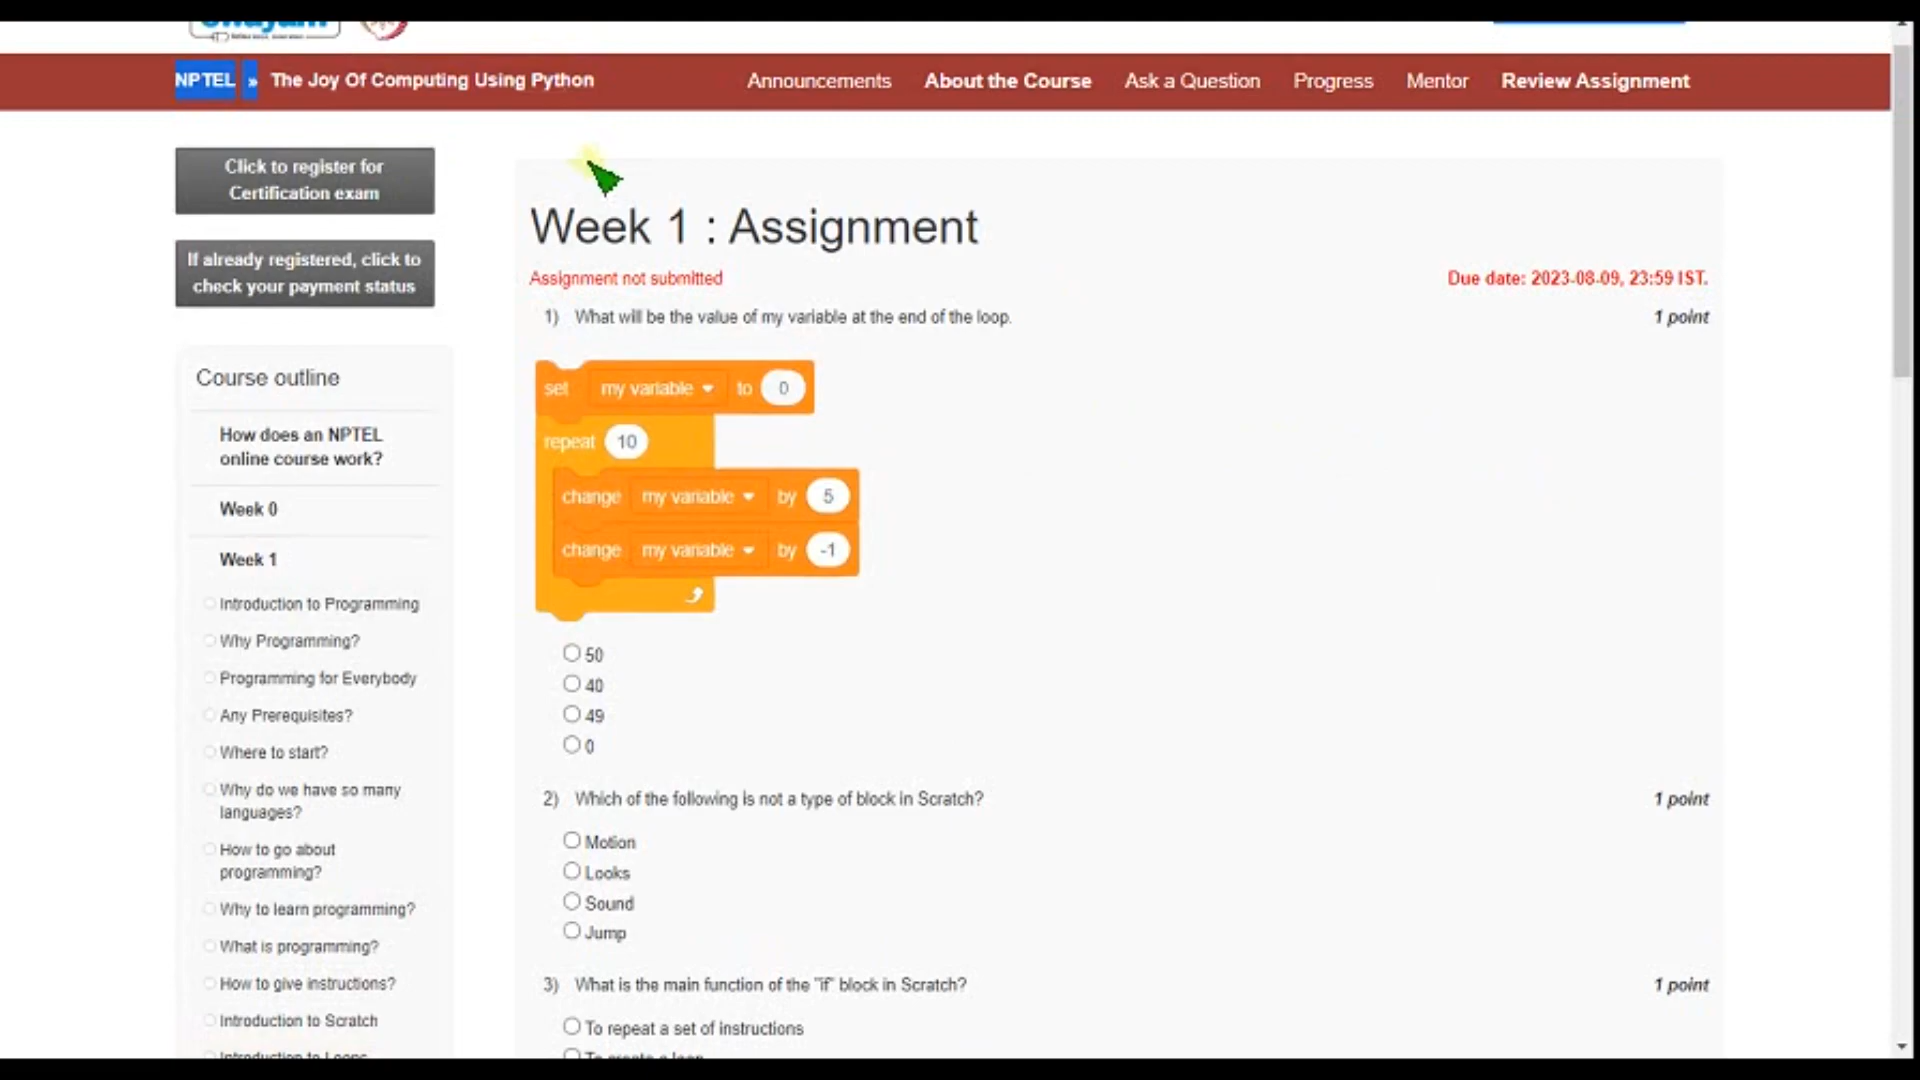 NPTEL » The Joy Of Computing Using Python
Announcements About the Course Ask a Question Progress Mentor Review Assignment
Click to register for
Certification exam
If already registered, click to
check your payment status
Course outline
How does an NPTEL
online course work?
Week 0
Week 1
Introduction to Programming
Why Programming?
Programming for Everybody
Any Prerequisites?
Where to start?
Why do we have so many
languages?
How to go about
programming?
Why to learn programming?
What is programming?
How to give instructions?
Introduction to Scratch
Introduction to Loops
Week 1 : Assignment
Assignment not submitted
Due date: 2023-08-09, 23:59 IST.
1) What will be the value of my variable at the end of the loop.
1 point
set my variable to 0
repeat 10
change my variable by 5
change my variable by -1
50
40
49
0
2) Which of the following is not a type of block in Scratch?
1 point
Motion
Looks
Sound
Jump
3) What is the main function of the "if" block in Scratch?
1 point
To repeat a set of instructions
To create a loop